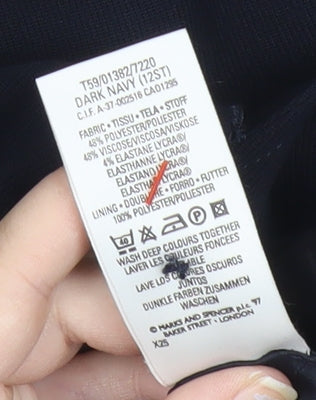 T59/01382/7220
DARK NAVY (12ST)
C.I.F. A-37-002516 CA01295
FABRIC • TISSU • TELA • STOFF
48% POLYESTER/POLIESTER
48% VISCOSE/VISCOSA/VISKOSE
4% ELASTANE LYCRA®
ELASTHANNE LYCRA®
ELASTANO LYCRA®
ELASTHAN LYCRA®
LINING • DOUBLURE • FORRO • FUTTER
100% POLYESTER/POLIESTER
40
P
WASH DEEP COLOURS TOGETHER
LAVER LES COULEURS FONCEES
ENSEMBLE
LAVE LOS COLORES OSCUROS
JUNTOS
DUNKLE FARBEN ZUSAMMEN
WASCHEN
© MARKS AND SPENCER p.l.c. 97
BAKER STREET • LONDON
X25